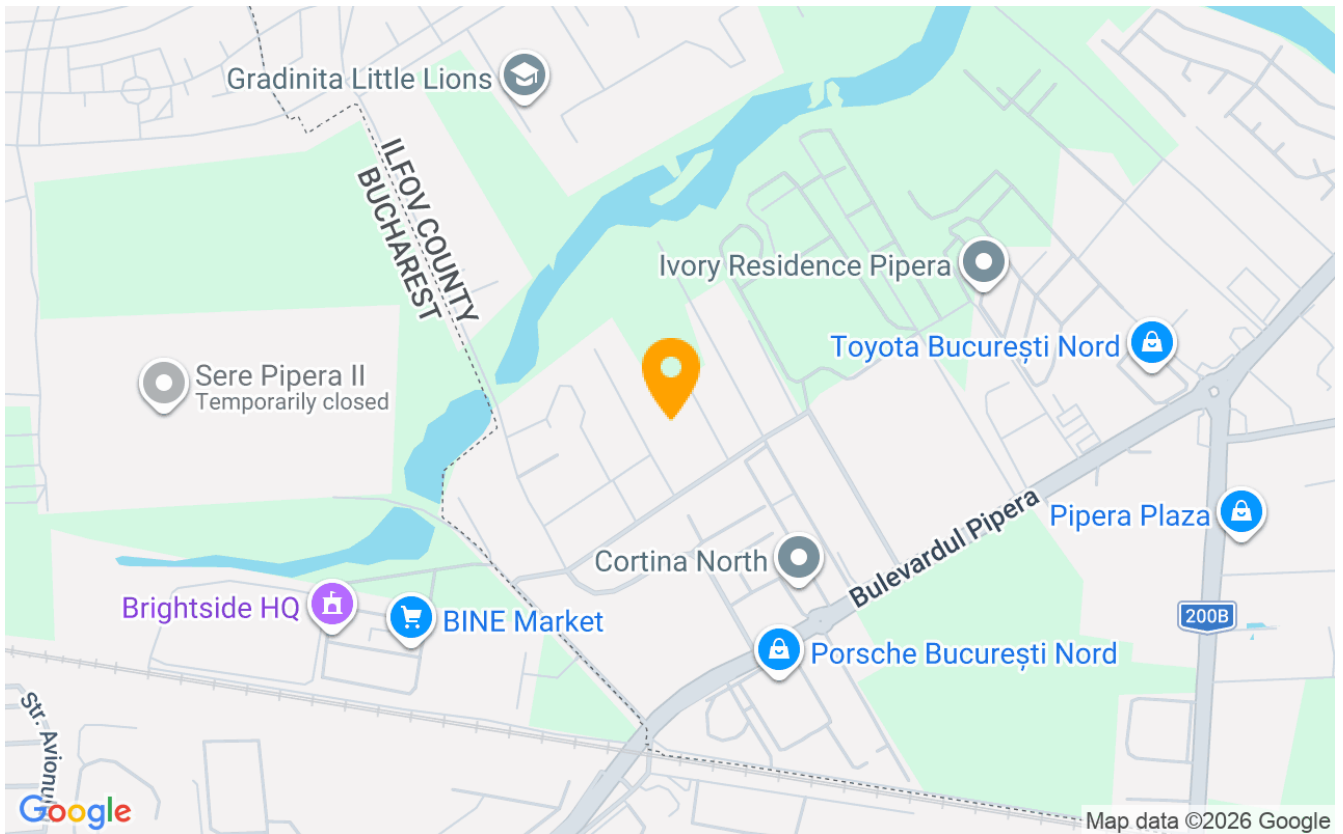 Gradinita Little Lions
ILFOV COUNTY
BUCHAREST
Ivory Residence Pipera
Toyota București Nord
Sere Pipera II
Temporarily closed
Bulevardul Pipera
Pipera Plaza
Cortina North
Brightside HQ
BINE Market
200B
Porsche București Nord
Str. Avionu
Google
Map data ©2026 Google